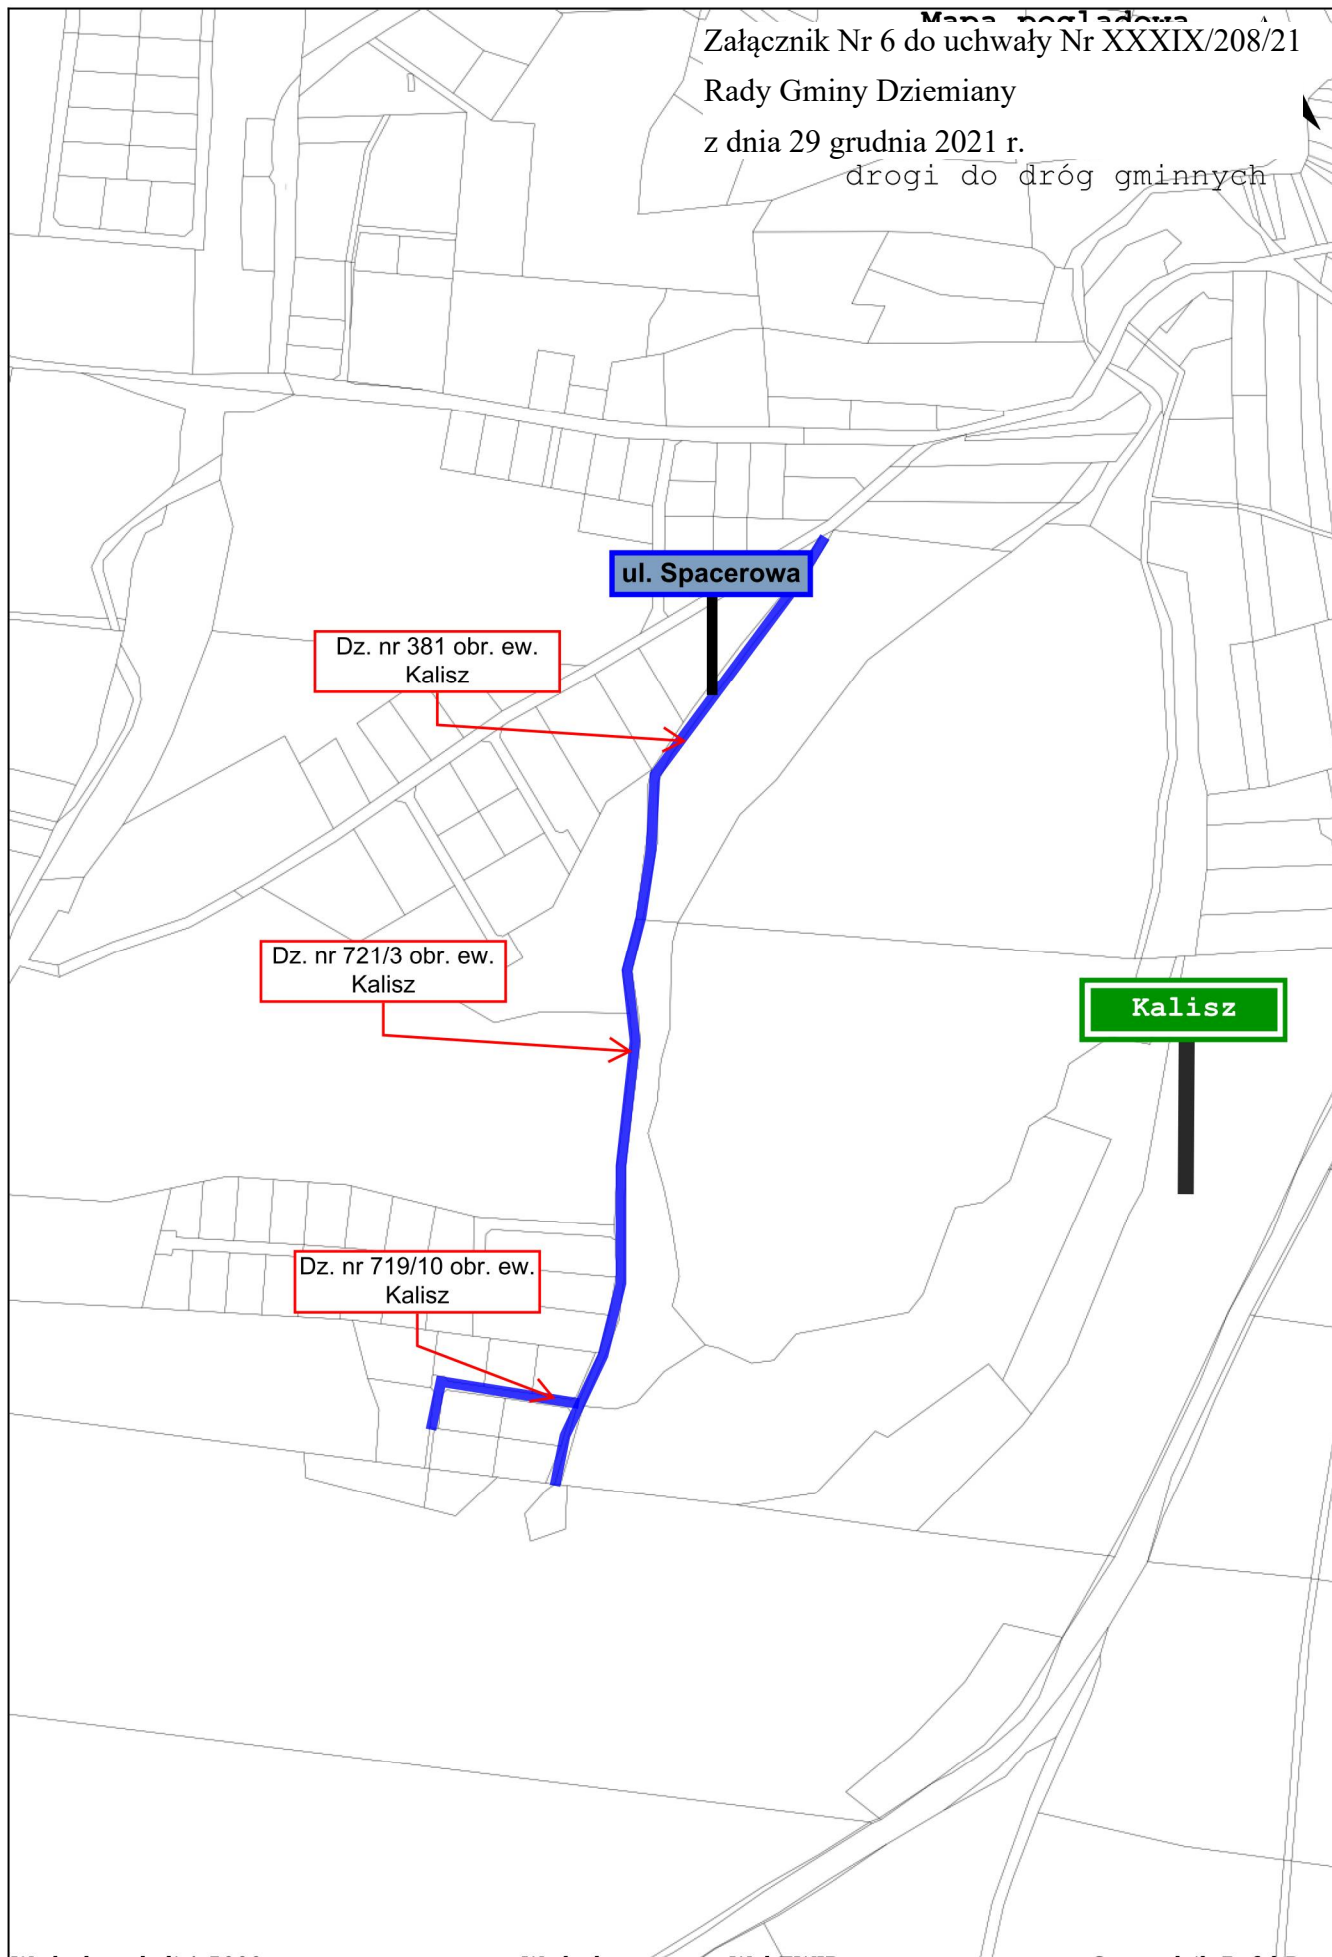 Mapa poglądowa
Załącznik Nr 6 do uchwały Nr XXXIX/208/21
Rady Gminy Dziemiany
z dnia 29 grudnia 2021 r.
drogi do dróg gminnych
ul. Spacerowa
Dz. nr 381 obr. ew.
Kalisz
Dz. nr 721/3 obr. ew.
Kalisz
Kalisz
Dz. nr 719/10 obr. ew.
Kalisz